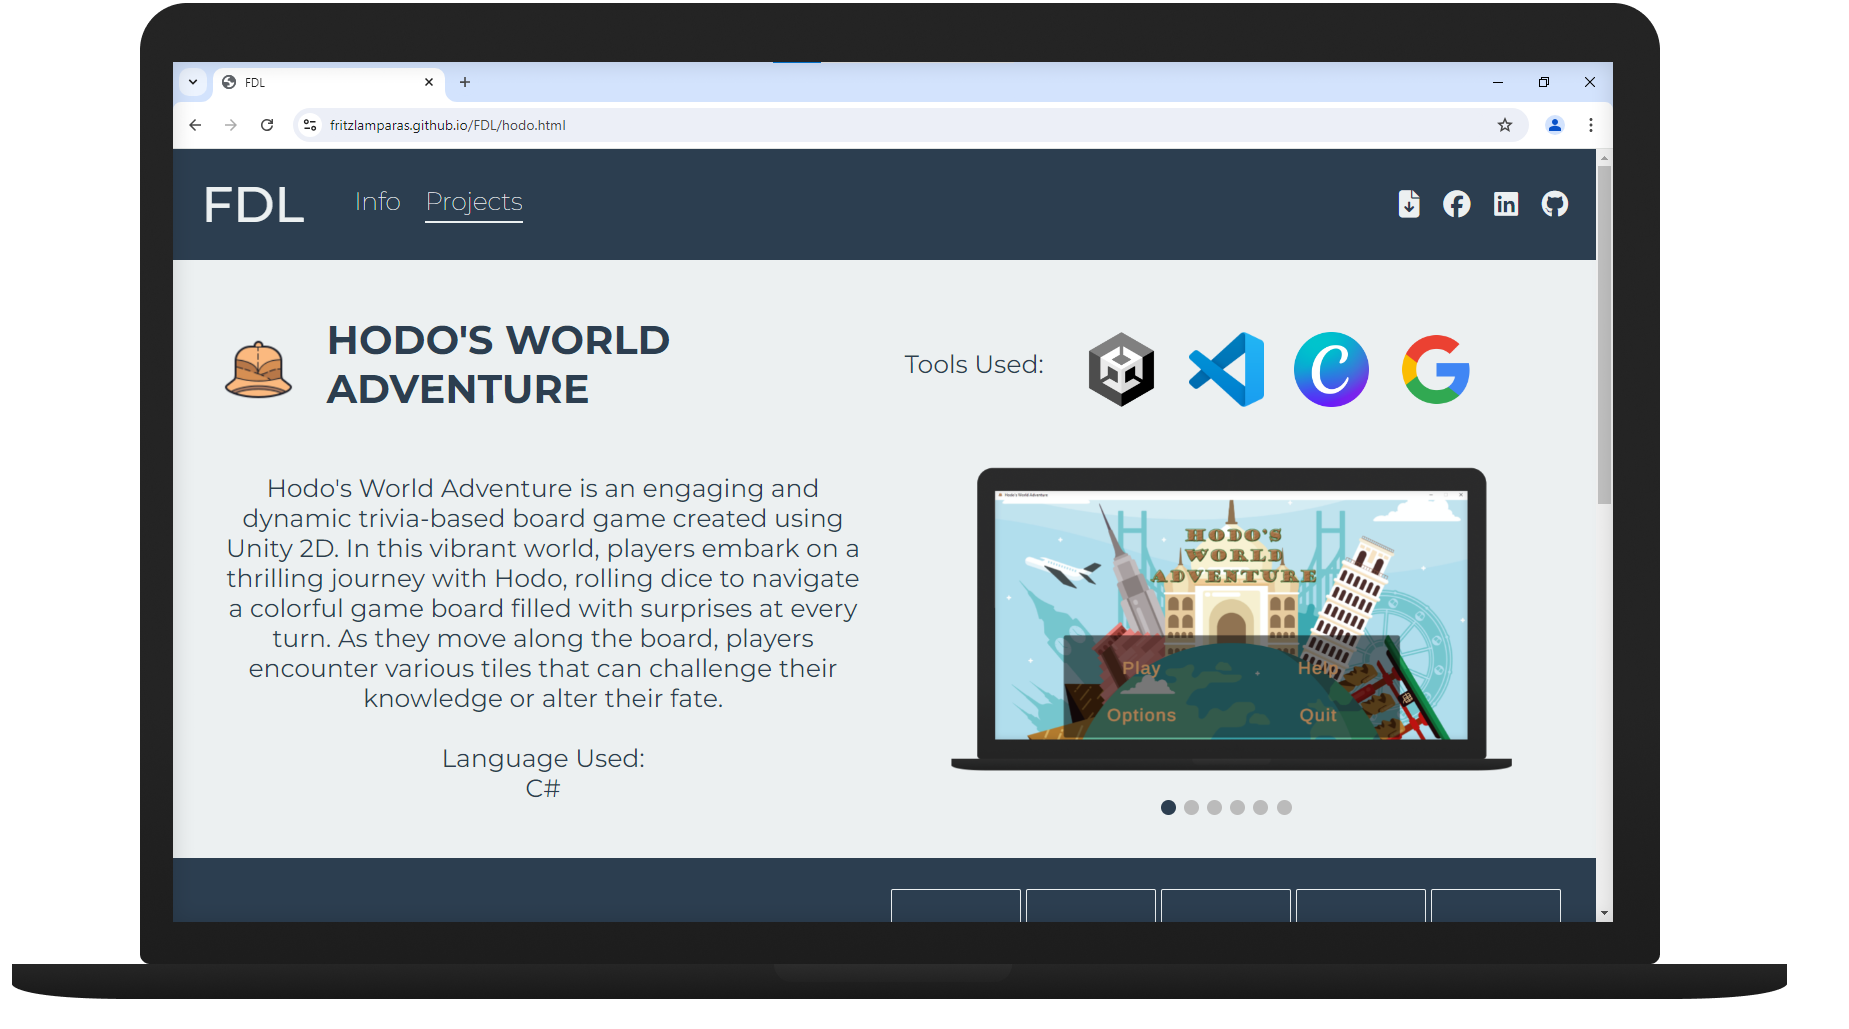 FDL
fritzlamparas.github.io/FDL/hodo.html
FDL
Info
Projects
HODO'S WORLD
ADVENTURE
Tools Used:
Hodo's World Adventure is an engaging and
dynamic trivia-based board game created using
Unity 2D. In this vibrant world, players embark on a
thrilling journey with Hodo, rolling dice to navigate
a colorful game board filled with surprises at every
turn. As they move along the board, players
encounter various tiles that can challenge their
knowledge or alter their fate.
Language Used:
C#
Hodo's World Adventure
HODO'S
WORLD
ADVENTURE
Play
Help
Options
Quit